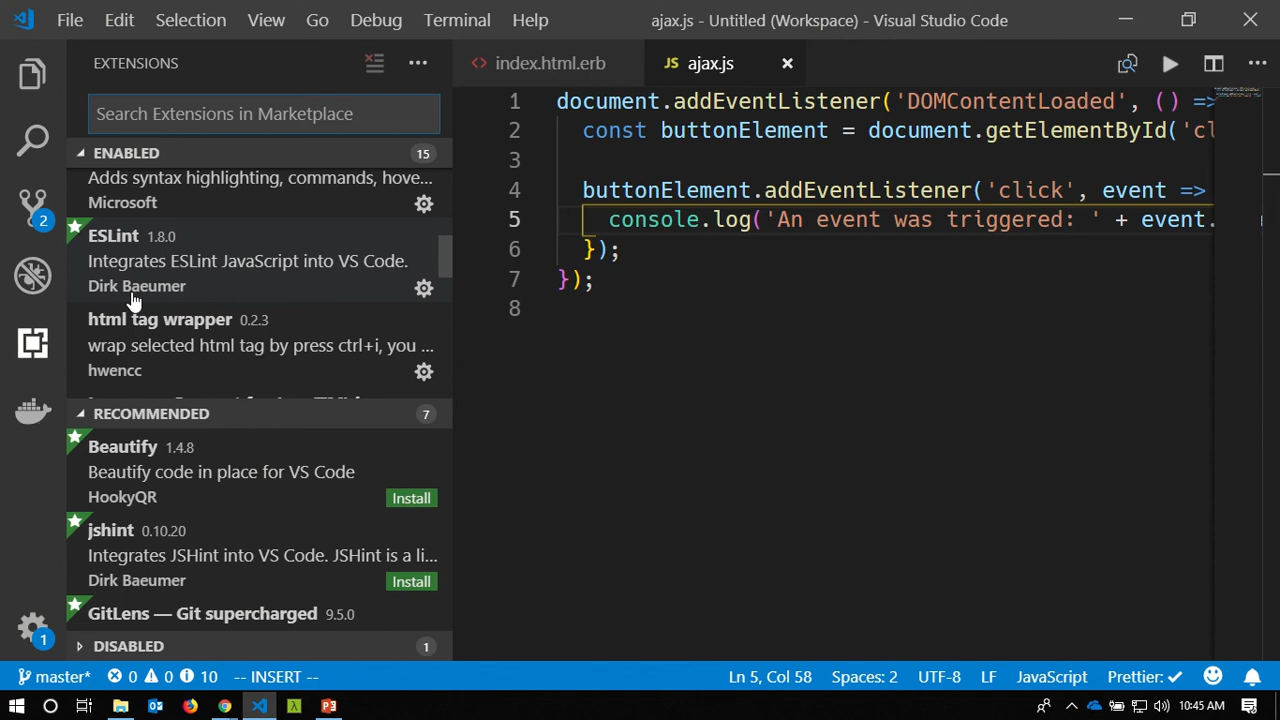 File Edit Selection View Go Debug Terminal Help ajax.js - Untitled (Workspace) - Visual Studio Code
EXTENSIONS
Search Extensions in Marketplace
ENABLED 15
Adds syntax highlighting, commands, hove...
Microsoft
ESLint 1.8.0
Integrates ESLint JavaScript into VS Code.
Dirk Baeumer
html tag wrapper 0.2.3
wrap selected html tag by press ctrl+i, you ...
hwencc
RECOMMENDED 7
Beautify 1.4.8
Beautify code in place for VS Code
HookyQR Install
jshint 0.10.20
Integrates JSHint into VS Code. JSHint is a li...
Dirk Baeumer Install
GitLens — Git supercharged 9.5.0
DISABLED 1
2
1
<> index.html.erb JS ajax.js
1 document.addEventListener('DOMContentLoaded', () =>
2 const buttonElement = document.getElementById('cl
3
4 buttonElement.addEventListener('click', event =>
5 console.log('An event was triggered: ' + event.
6 });
7 });
8
master* 0 0 10 -- INSERT -- Ln 5, Col 58 Spaces: 2 UTF-8 LF JavaScript Prettier: ✓
10:45 AM